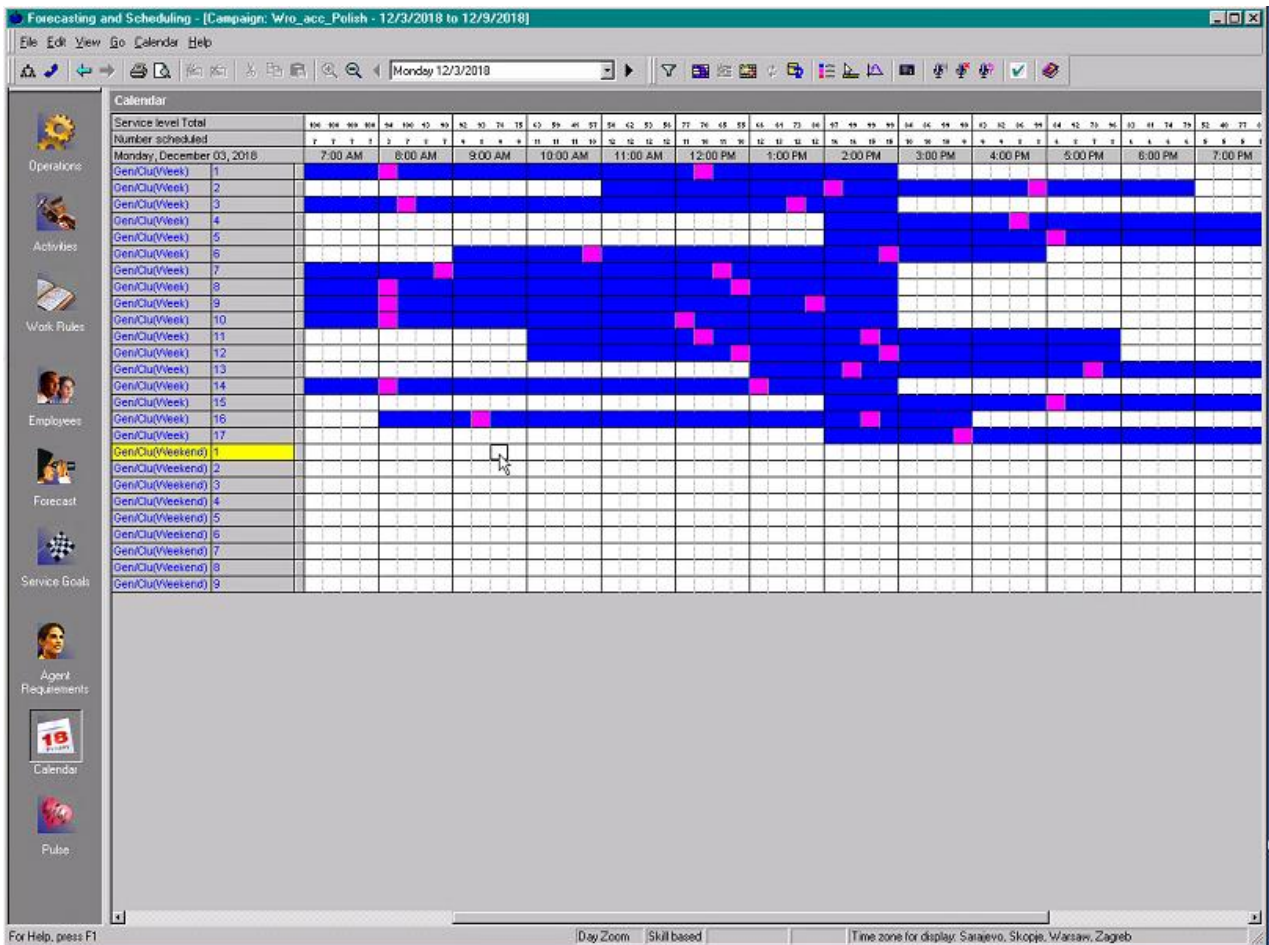 Forecasting and Scheduling - [Campaign: Wro_acc_Polish - 12/3/2018 to 12/9/2018]
File Edit View Go Calendar Help
Monday 12/3/2018
Calendar
Service level Total
Number scheduled
Monday, December 03, 2018 7:00 AM 8:00 AM 9:00 AM 10:00 AM 11:00 AM 12:00 PM 1:00 PM 2:00 PM 3:00 PM 4:00 PM 5:00 PM 6:00 PM 7:00 PM
Gen/Clu(Week) 1
Gen/Clu(Week) 2
Gen/Clu(Week) 3
Gen/Clu(Week) 4
Gen/Clu(Week) 5
Gen/Clu(Week) 6
Gen/Clu(Week) 7
Gen/Clu(Week) 8
Gen/Clu(Week) 9
Gen/Clu(Week) 10
Gen/Clu(Week) 11
Gen/Clu(Week) 12
Gen/Clu(Week) 13
Gen/Clu(Week) 14
Gen/Clu(Week) 15
Gen/Clu(Week) 16
Gen/Clu(Week) 17
Gen/Clu(Weekend) 1
Gen/Clu(Weekend) 2
Gen/Clu(Weekend) 3
Gen/Clu(Weekend) 4
Gen/Clu(Weekend) 5
Gen/Clu(Weekend) 6
Gen/Clu(Weekend) 7
Gen/Clu(Weekend) 8
Gen/Clu(Weekend) 9
Operations
Activities
Work Rules
Employees
Forecast
Service Goals
Agent
Requirements
18
Calendar
Pulse
For Help, press F1 Day Zoom Skill based Time zone for display: Sarajevo, Skopje, Warsaw, Zagreb